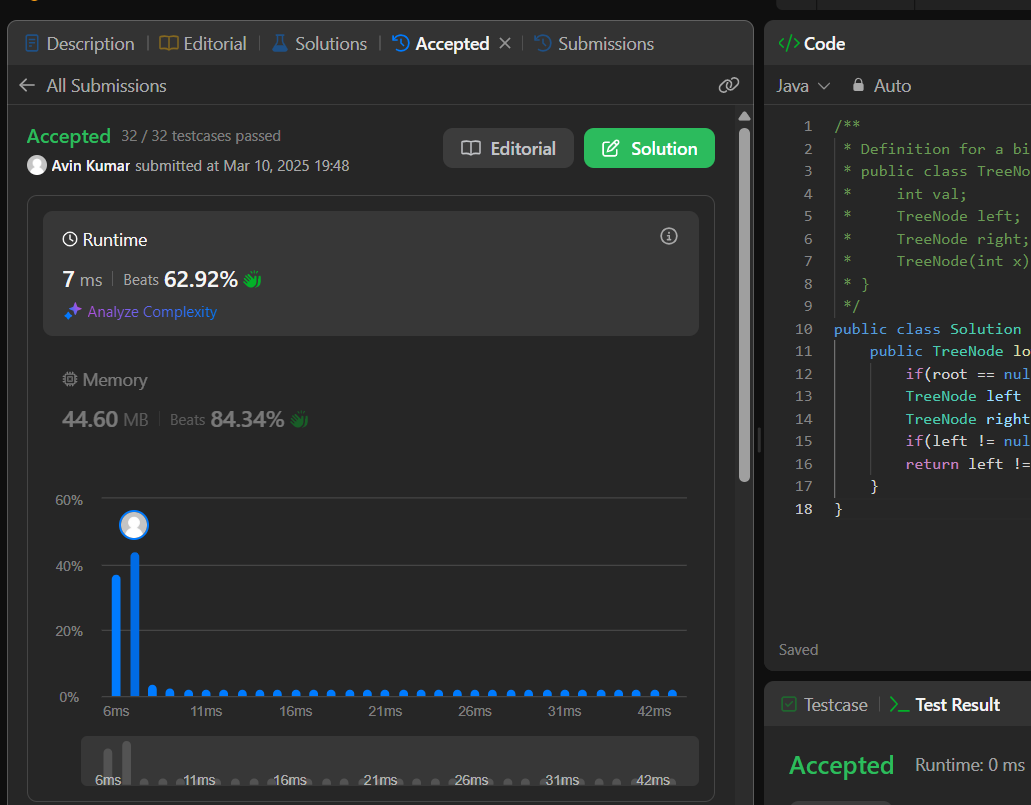 Description Editorial Solutions Accepted Submissions
All Submissions
Accepted 32 / 32 testcases passed
Avin Kumar submitted at Mar 10, 2025 19:48
Editorial Solution
Runtime
7 ms Beats 62.92%
Analyze Complexity
Memory
44.60 MB Beats 84.34%
60%
40%
20%
0%
6ms 11ms 16ms 21ms 26ms 31ms 42ms
6ms 11ms 16ms 21ms 26ms 31ms 42ms
</> Code
Java Auto
1 /**
2 * Definition for a bi
3 * public class TreeNo
4 * int val;
5 * TreeNode left;
6 * TreeNode right;
7 * TreeNode(int x)
8 * }
9 */
10 public class Solution
11 public TreeNode lo
12 if(root == nul
13 TreeNode left
14 TreeNode right
15 if(left != nul
16 return left !=
17 }
18 }
Saved
Testcase >_ Test Result
Accepted Runtime: 0 ms